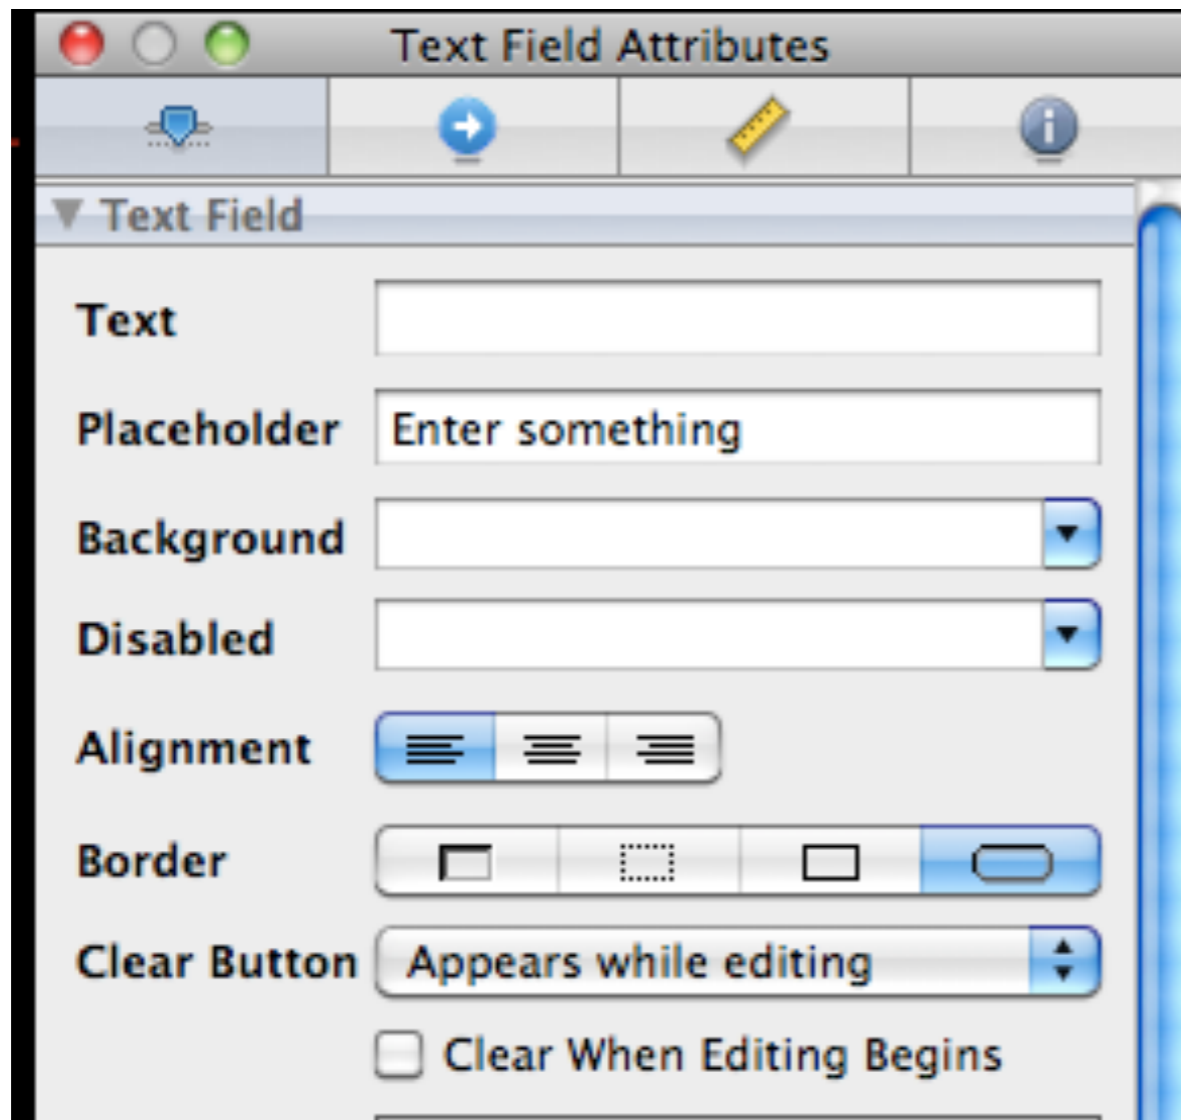 Text Field Attributes
Text Field
Text
Placeholder Enter something
Background
Disabled
Alignment
Border
Clear Button Appears while editing
Clear When Editing Begins